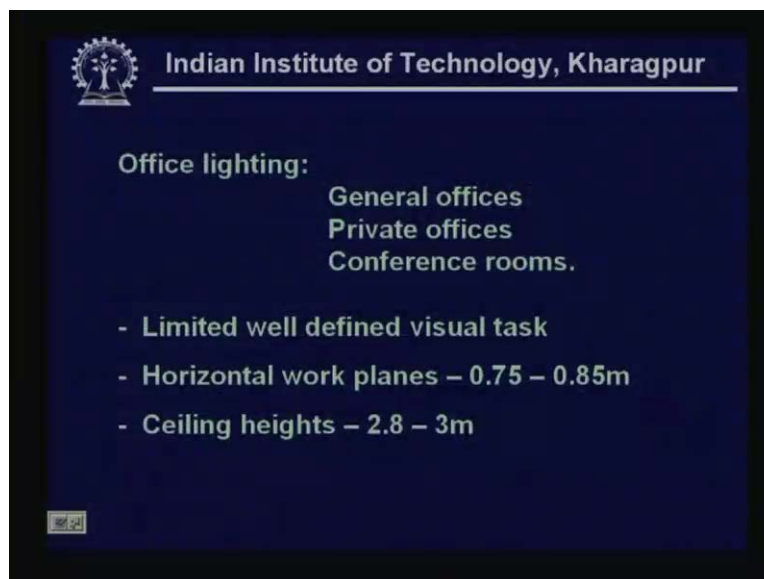 Indian Institute of Technology, Kharagpur
Office lighting:
General offices
Private offices
Conference rooms.
- Limited well defined visual task
- Horizontal work planes – 0.75 – 0.85m
- Ceiling heights – 2.8 – 3m